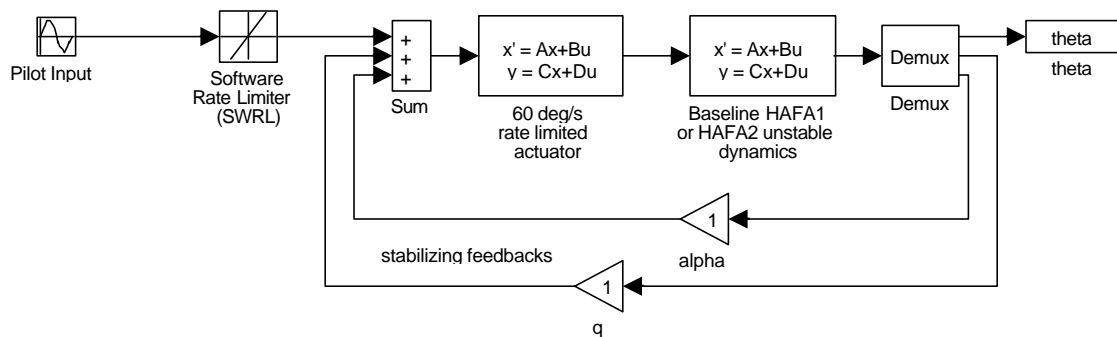 Pilot Input
Software
Rate Limiter
(SWRL)
+
+
+
Sum
x' = Ax+Bu
y = Cx+Du
60 deg/s
rate limited
actuator
x' = Ax+Bu
y = Cx+Du
Baseline HAFA1
or HAFA2 unstable
dynamics
Demux
Demux
theta
theta
1
alpha
stabilizing feedbacks
1
q